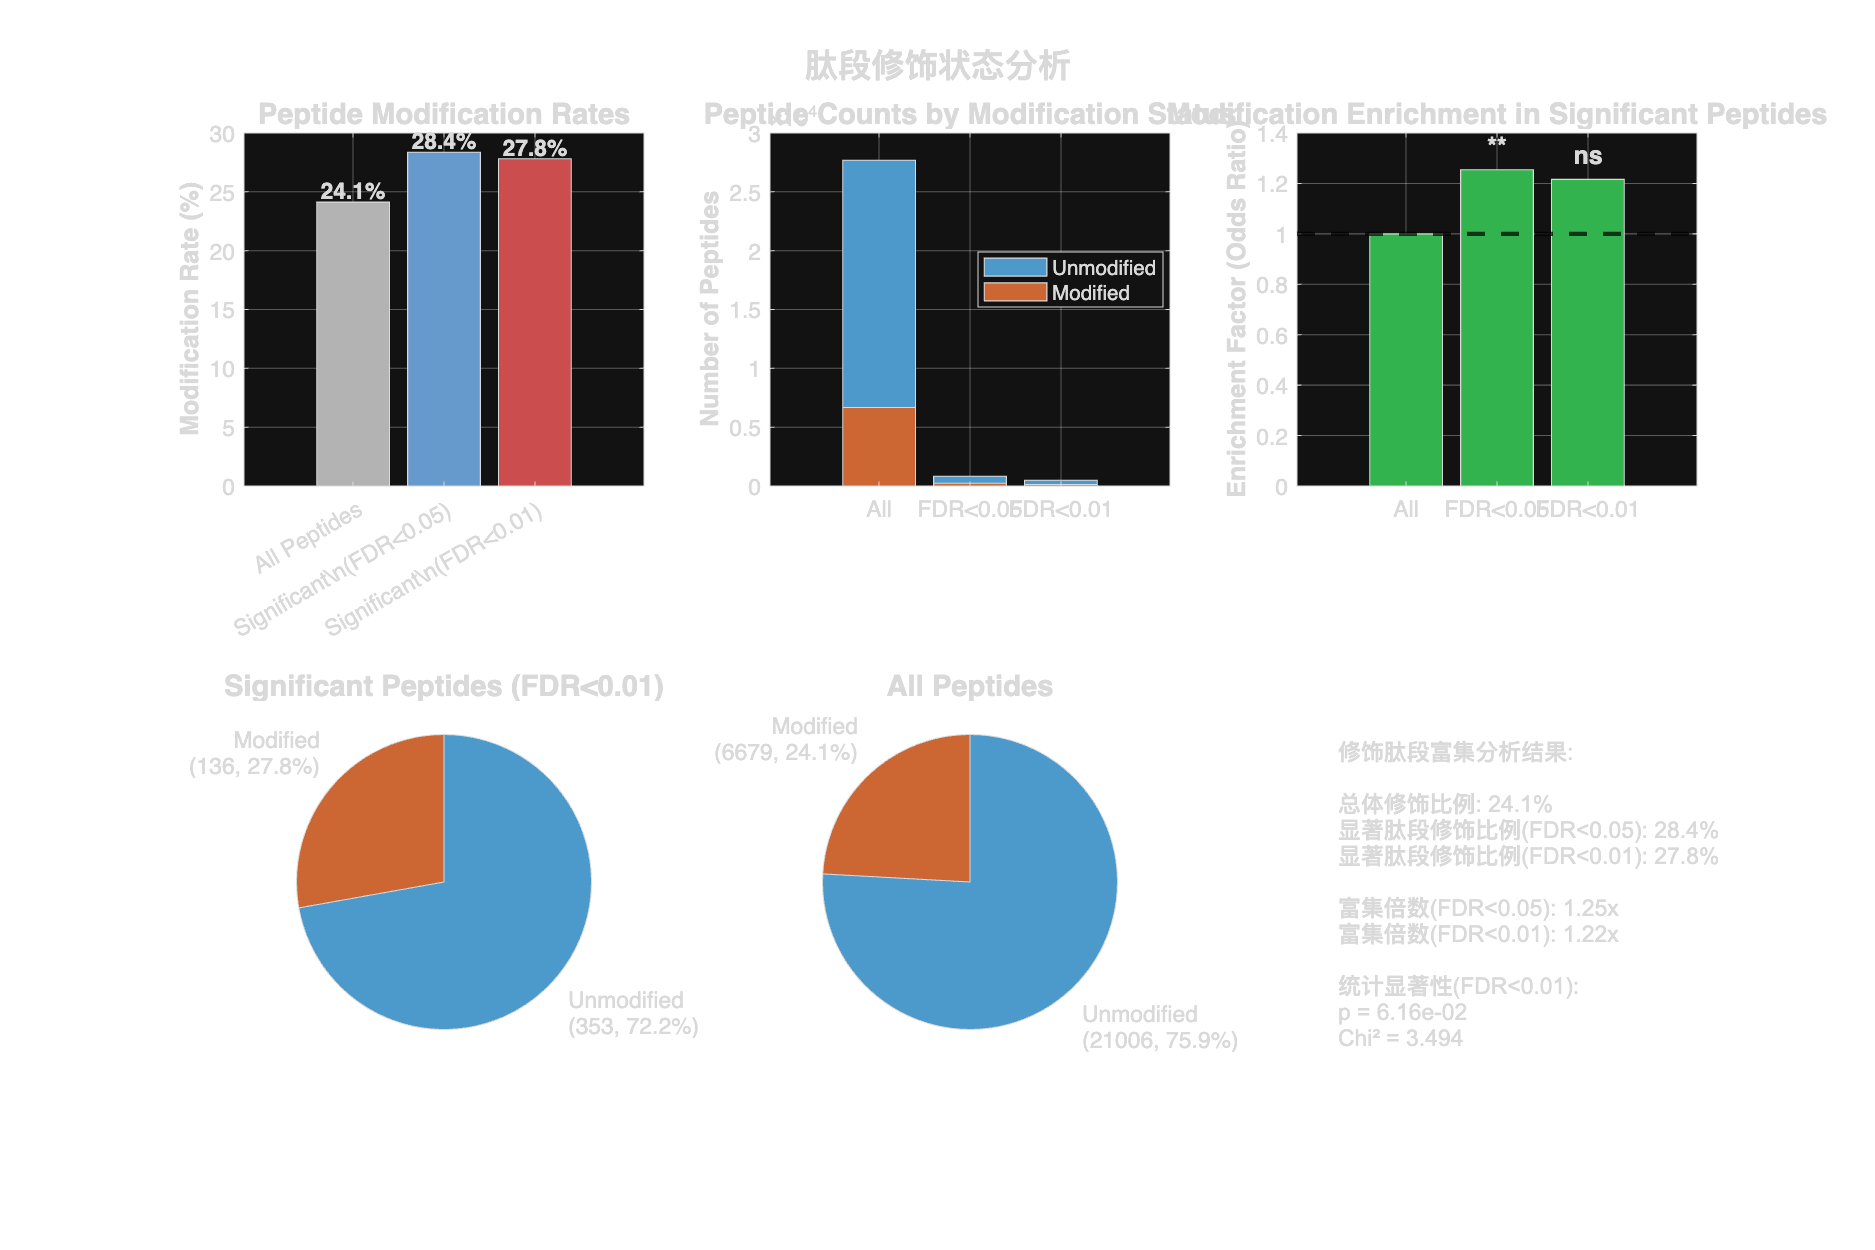 肽段修饰状态分析
Peptide Modification Rates
30
25
20
15
10
5
0
Modification Rate (%)
24.1%
28.4%
27.8%
All Peptides
Significant\n(FDR<0.05)
Significant\n(FDR<0.01)
Peptide Counts by Modification Status
3
2.5
2
1.5
1
0.5
0
Number of Peptides
Unmodified
Modified
All
FDR<0.05
FDR<0.01
Modification Enrichment in Significant Peptides
1.4
1.2
1
0.8
0.6
0.4
0.2
0
Enrichment Factor (Odds Ratio)
**
ns
All
FDR<0.05
FDR<0.01
Significant Peptides (FDR<0.01)
Modified
(136, 27.8%)
Unmodified
(353, 72.2%)
All Peptides
Modified
(6679, 24.1%)
Unmodified
(21006, 75.9%)
修饰肽段富集分析结果:
总体修饰比例: 24.1%
显著肽段修饰比例(FDR<0.05): 28.4%
显著肽段修饰比例(FDR<0.01): 27.8%
富集倍数(FDR<0.05): 1.25x
富集倍数(FDR<0.01): 1.22x
统计显著性(FDR<0.01):
p = 6.16e-02
Chi² = 3.494